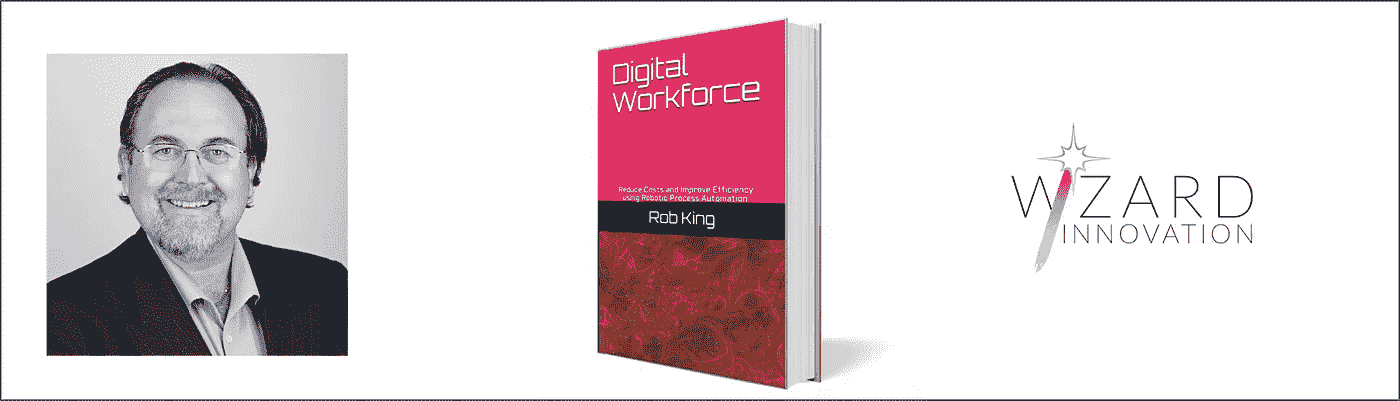 Digital
Workforce
Reduce Costs and Improve Efficiency
using Robotic Process Automation
Rob King
WIZARD
INNOVATION